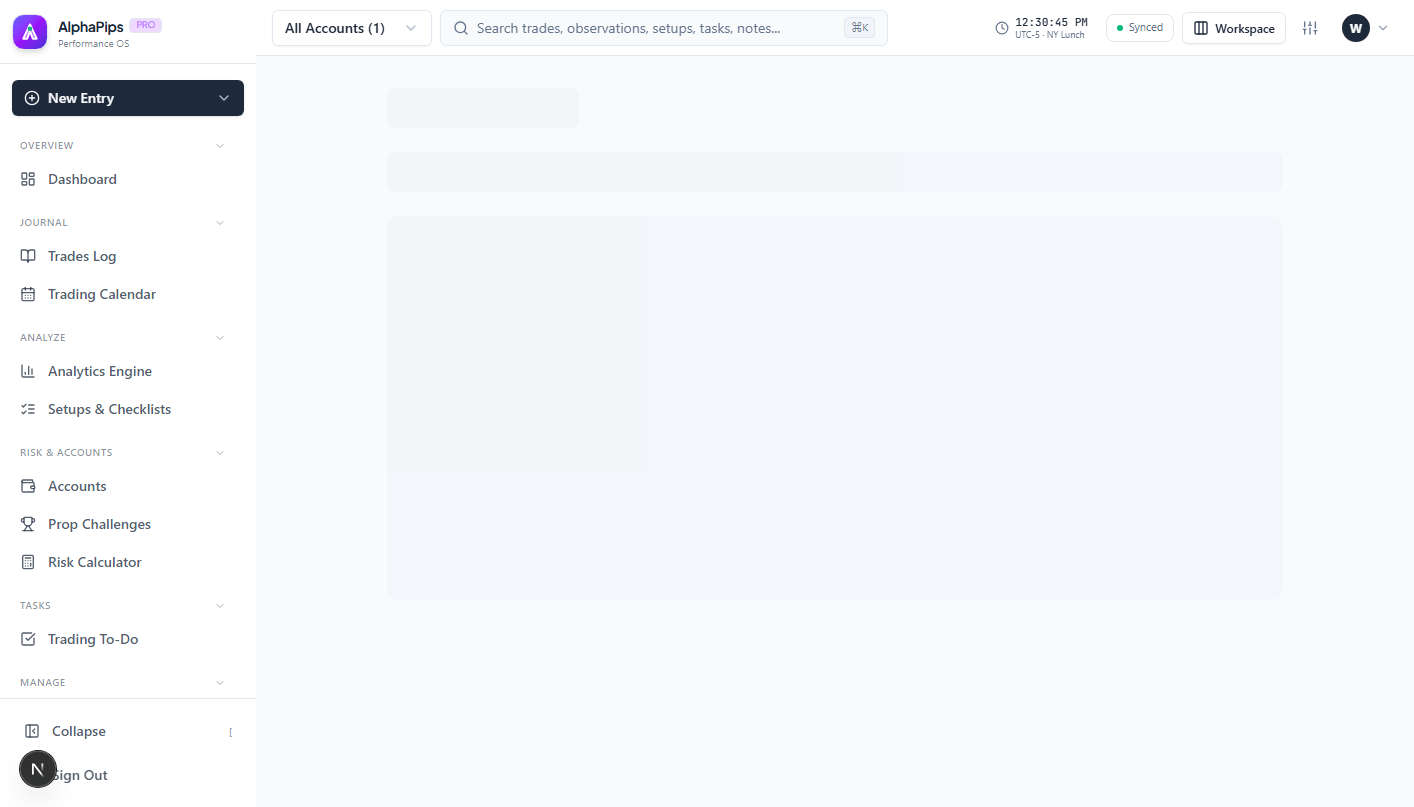 AlphaPips PRO
Performance OS
All Accounts (1)
Search trades, observations, setups, tasks, notes...
⌘K
12:30:45 PM
UTC-5 · NY Lunch
Synced
Workspace
W
New Entry
OVERVIEW
Dashboard
JOURNAL
Trades Log
Trading Calendar
ANALYZE
Analytics Engine
Setups & Checklists
RISK & ACCOUNTS
Accounts
Prop Challenges
Risk Calculator
TASKS
Trading To-Do
MANAGE
Collapse [
N
Sign Out